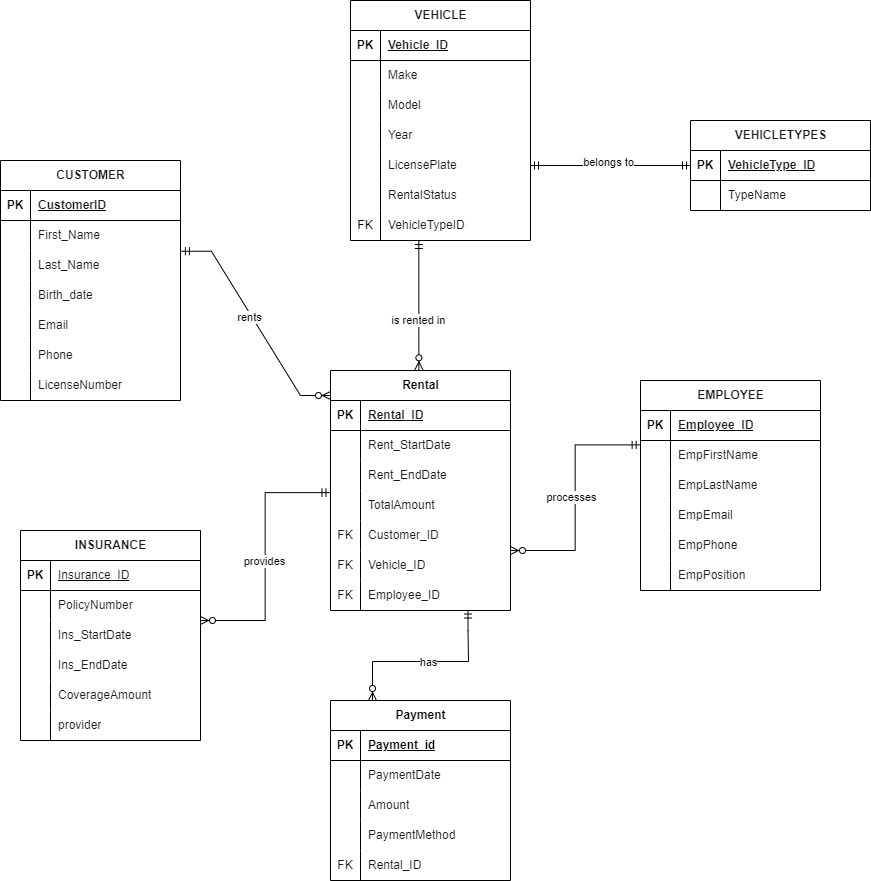 VEHICLE
PK Vehicle_ID
Make
Model
Year
LicensePlate
RentalStatus
FK VehicleTypeID
belongs to
VEHICLETYPES
PK VehicleType_ID
TypeName
CUSTOMER
PK CustomerID
First_Name
Last_Name
Birth_date
Email
Phone
LicenseNumber
rents
is rented in
Rental
PK Rental_ID
Rent_StartDate
Rent_EndDate
TotalAmount
FK Customer_ID
FK Vehicle_ID
FK Employee_ID
EMPLOYEE
PK Employee_ID
EmpFirstName
EmpLastName
EmpEmail
EmpPhone
EmpPosition
processes
INSURANCE
PK Insurance_ID
PolicyNumber
Ins_StartDate
Ins_EndDate
CoverageAmount
provider
provides
has
Payment
PK Payment_id
PaymentDate
Amount
PaymentMethod
FK Rental_ID